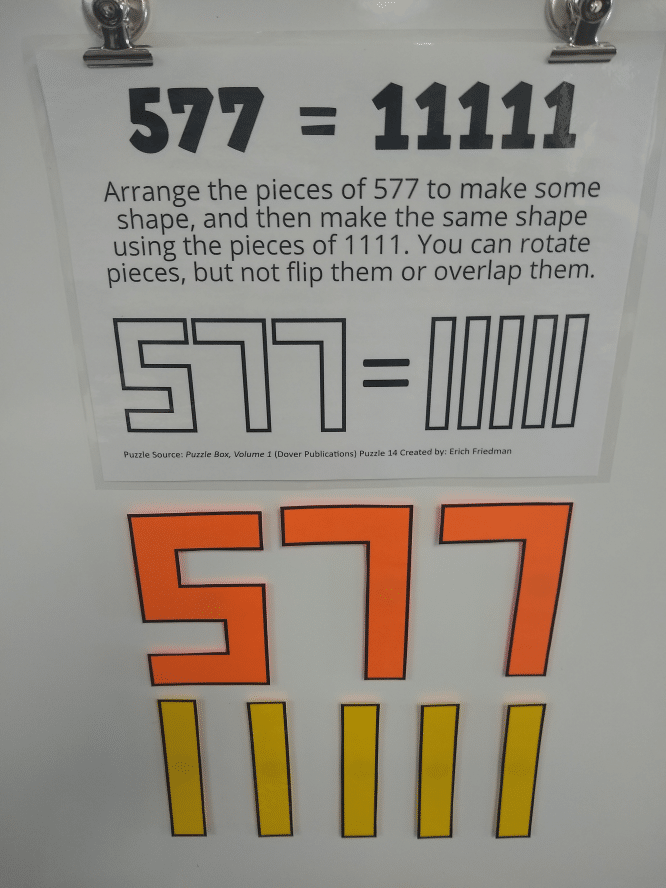 577 = 11111
Arrange the pieces of 577 to make some
shape, and then make the same shape
using the pieces of 1111. You can rotate
pieces, but not flip them or overlap them.
577=11111
Puzzle Source: Puzzle Box, Volume 1 (Dover Publications) Puzzle 14 Created by: Erich Friedman
577
11111